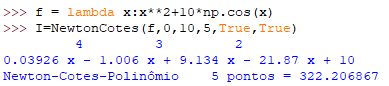 >>> f = lambda x:x**2+10*np.cos(x)
>>> I=NewtonCotes(f,0,10,5,True,True)
4 3 2
0.03926 x - 1.006 x + 9.134 x - 21.87 x + 10
Newton-Cotes-Polinômio 5 pontos = 322.206867